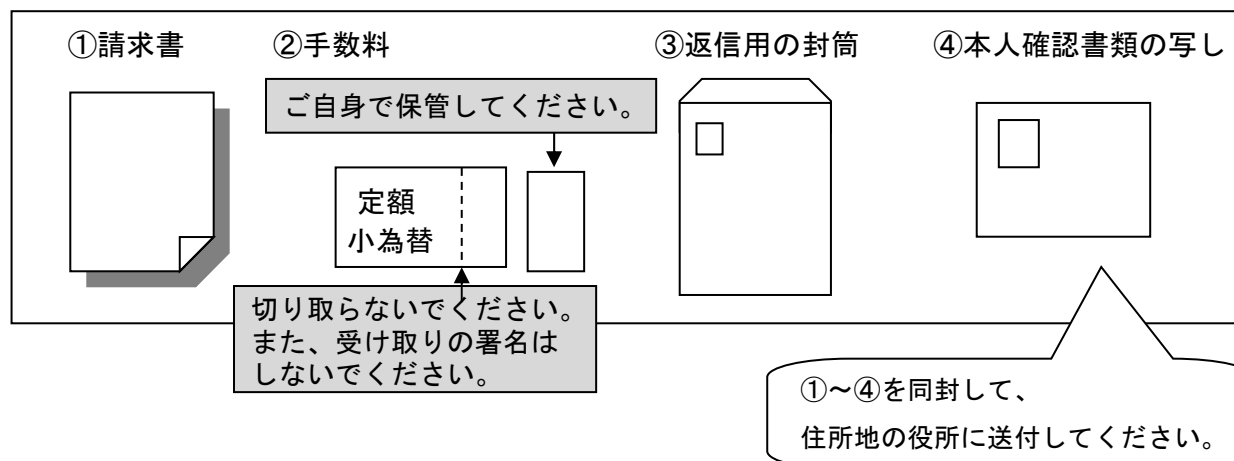 ①請求書
②手数料
③返信用の封筒
④本人確認書類の写し
ご自身で保管してください。
定額
小為替
切り取らないでください。
また、受け取りの署名は
しないでください。
①～④を同封して、
住所地の役所に送付してください。